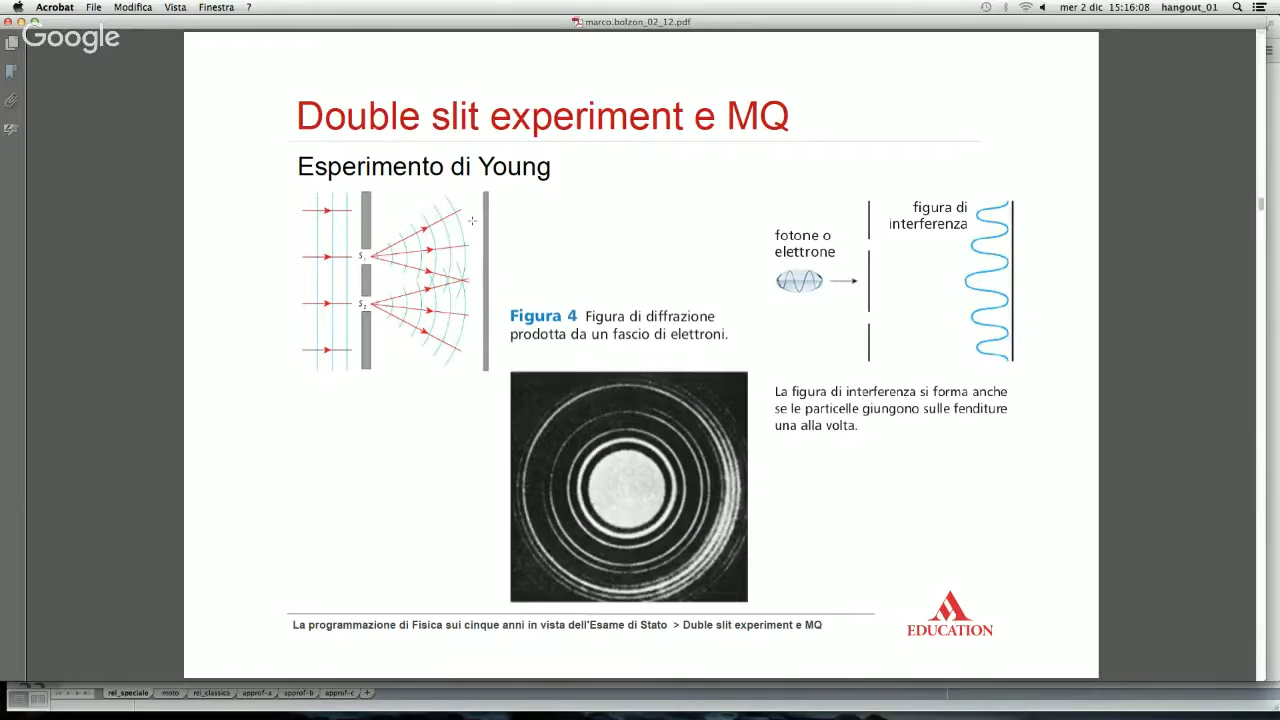 Acrobat File Modifica Vista Finestra ? mer 2 dic 15:16:08 hangout_01
marco.bolzon_02_12.pdf
Google
Double slit experiment e MQ
Esperimento di Young
S1
S2
figura di
interferenza
fotone o
elettrone
Figura 4 Figura di diffrazione
prodotta da un fascio di elettroni.
La figura di interferenza si forma anche
se le particelle giungono sulle fenditure
una alla volta.
La programmazione di Fisica sui cinque anni in vista dell'Esame di Stato > Duble slit experiment e MQ
EDUCATION
rel_speciale moto rel_classica approf-a approf-b approf-c +